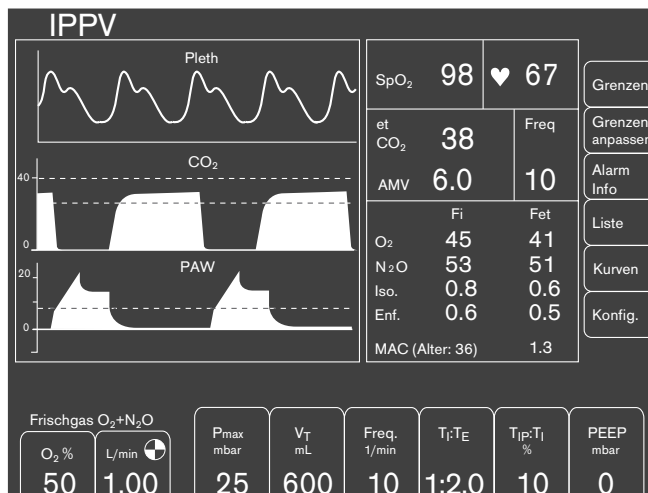 IPPV
Pleth
CO₂
40
0
PAW
20
0
SpO₂ 98 ♥ 67
et CO₂ 38
Freq
AMV 6.0 10
Fi Fet
O₂ 45 41
N₂O 53 51
Iso. 0.8 0.6
Enf. 0.6 0.5
MAC (Alter: 36) 1.3
Grenzen
Grenzen
anpassen
Alarm
Info
Liste
Kurven
Konfig.
Frischgas O₂+N₂O
O₂ % L/min
50 1.00
Pmax VT Freq. TI:TE TIP:TI PEEP
mbar mL 1/min % mbar
25 600 10 1:2.0 10 0